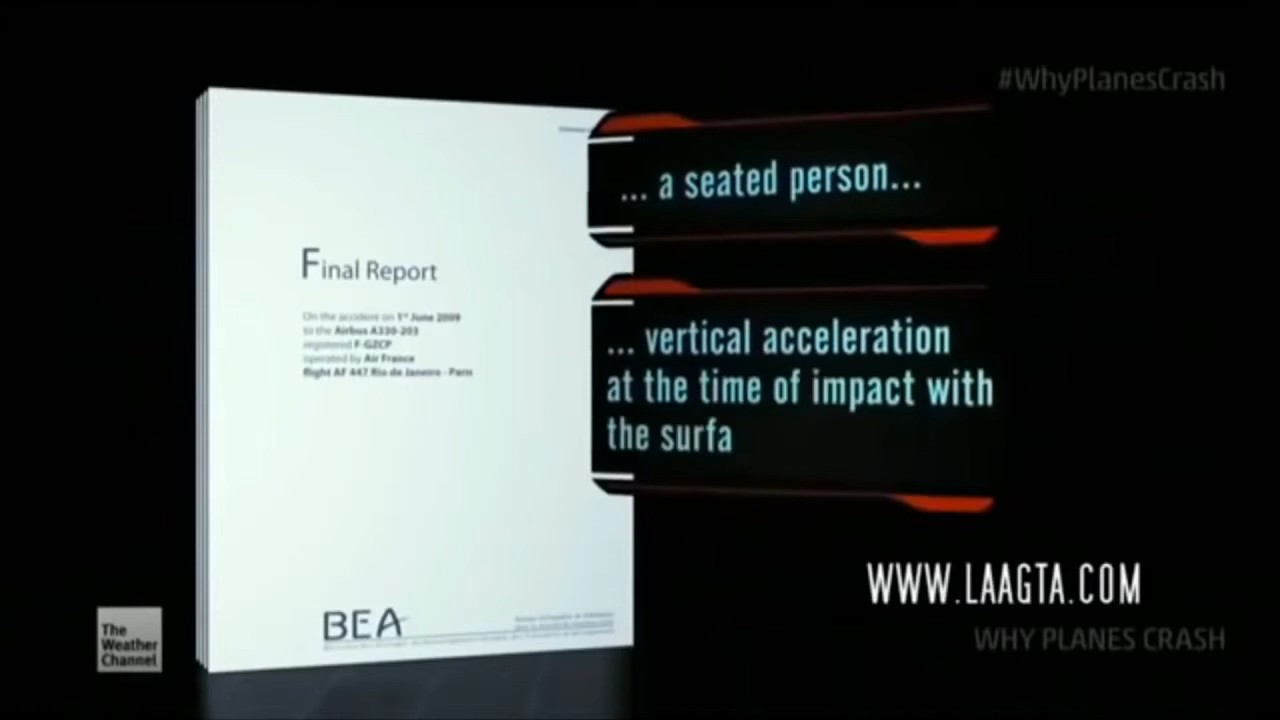 #WhyPlanesCrash
... a seated person...
Final Report
On the accident on 1st June 2009
to the Airbus A330-203
registered F-GZCP
operated by Air France
flight AF 447 Rio de Janeiro - Paris
... vertical acceleration
at the time of impact with
the surfa
BEA
WWW.LAAGTA.COM
The
Weather
Channel
WHY PLANES CRASH